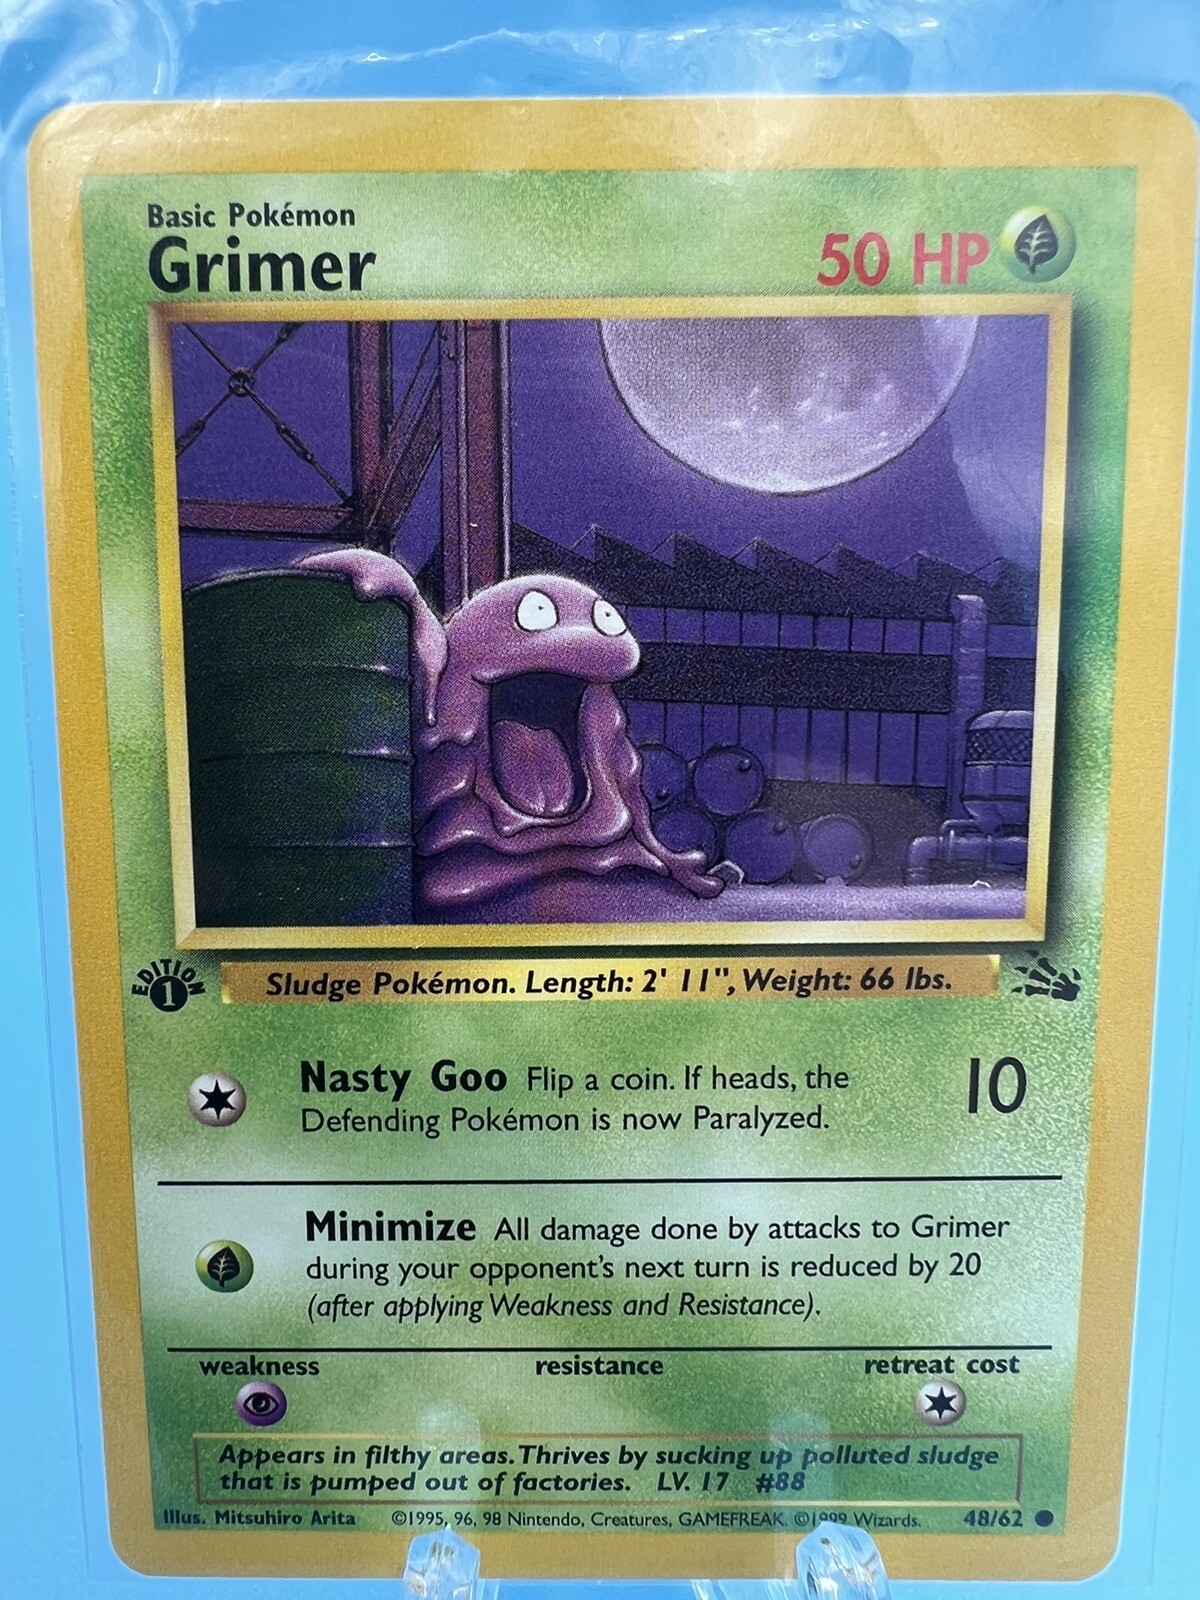 Basic Pokémon
Grimer
50 HP
EDITION
1
Sludge Pokémon. Length: 2' 11", Weight: 66 lbs.
Nasty Goo Flip a coin. If heads, the
Defending Pokémon is now Paralyzed.
10
Minimize All damage done by attacks to Grimer
during your opponent's next turn is reduced by 20
(after applying Weakness and Resistance).
weakness
resistance
retreat cost
Appears in filthy areas. Thrives by sucking up polluted sludge
that is pumped out of factories. LV. 17 #88
Illus. Mitsuhiro Arita ©1995, 96, 98 Nintendo, Creatures, GAMEFREAK. ©1999 Wizards. 48/62